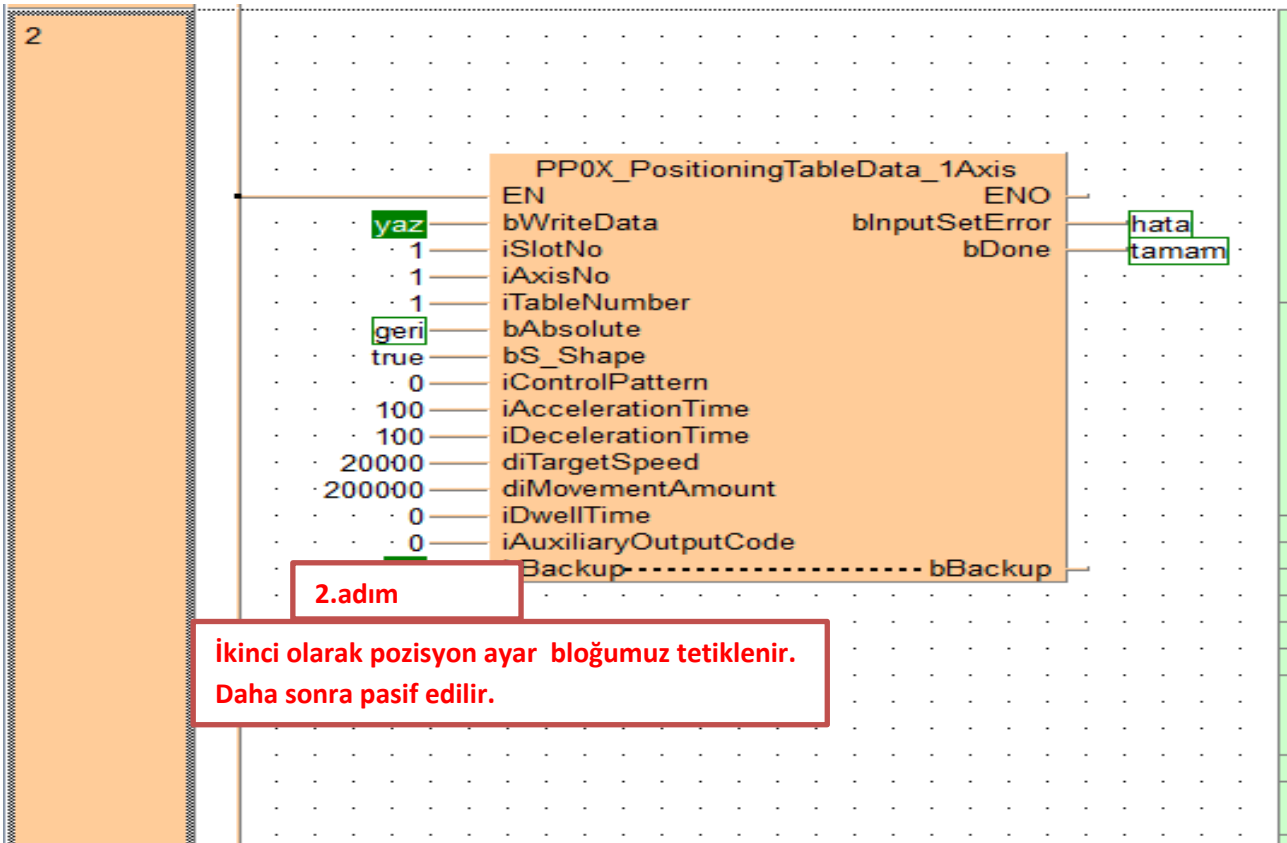 2
PP0X_PositioningTableData_1Axis
EN ENO
yaz bWriteData bInputSetError hata
1 iSlotNo bDone tamam
1 iAxisNo
1 iTableNumber
geri bAbsolute
true bS_Shape
0 iControlPattern
100 iAccelerationTime
100 iDecelerationTime
20000 diTargetSpeed
200000 diMovementAmount
0 iDwellTime
0 iAuxiliaryOutputCode
bBackup
2.adım
İkinci olarak pozisyon ayar bloğumuz tetiklenir.
Daha sonra pasif edilir.